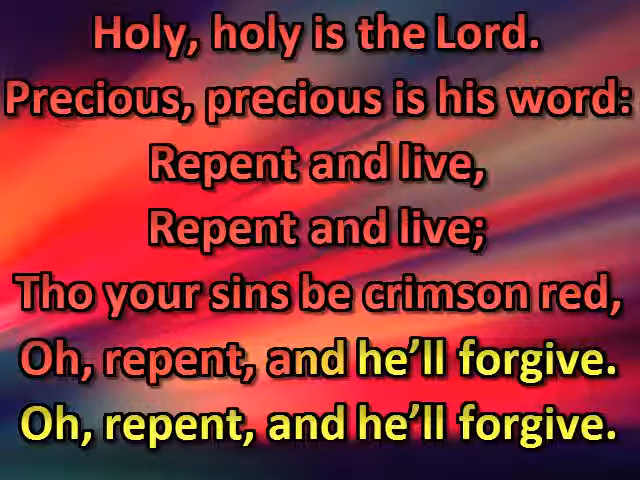 Holy, holy is the Lord.
Precious, precious is his word:
Repent and live,
Repent and live;
Tho your sins be crimson red,
Oh, repent, and he’ll forgive.
Oh, repent, and he’ll forgive.